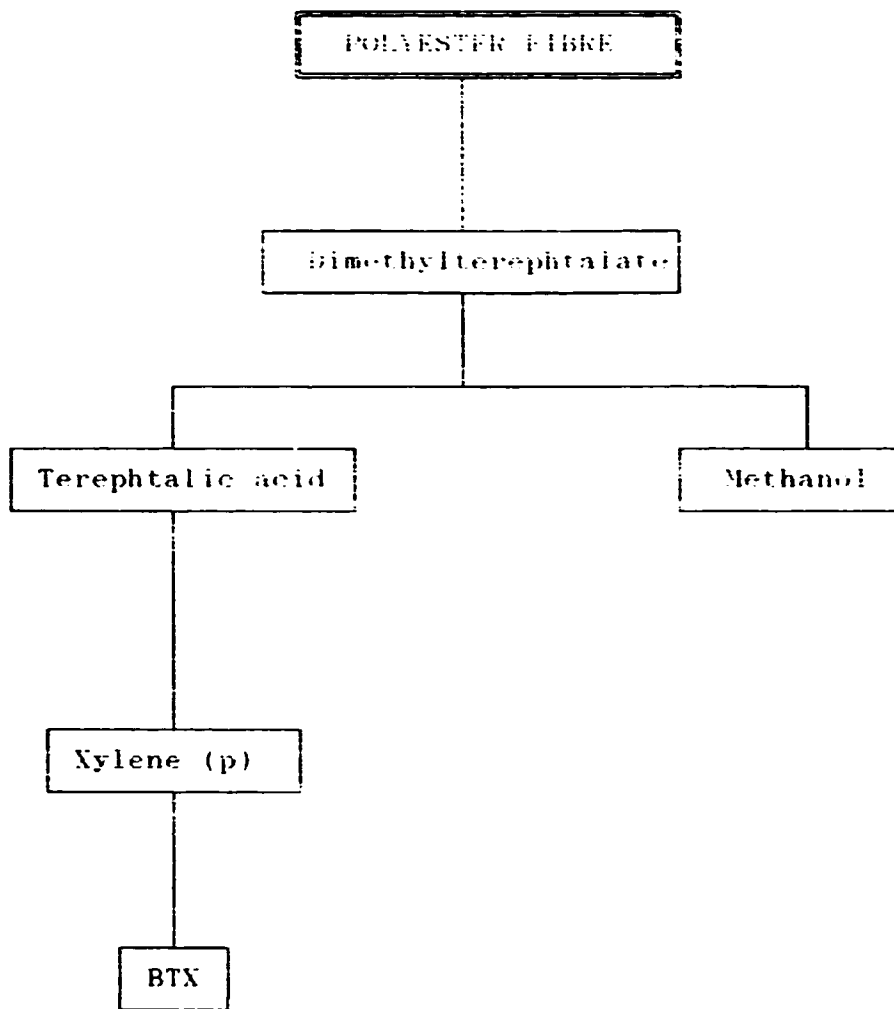 POLYESTER FIBRE
Dimethylterephtalate
Terephtalic acid
Methanol
Xylene (p)
BTX